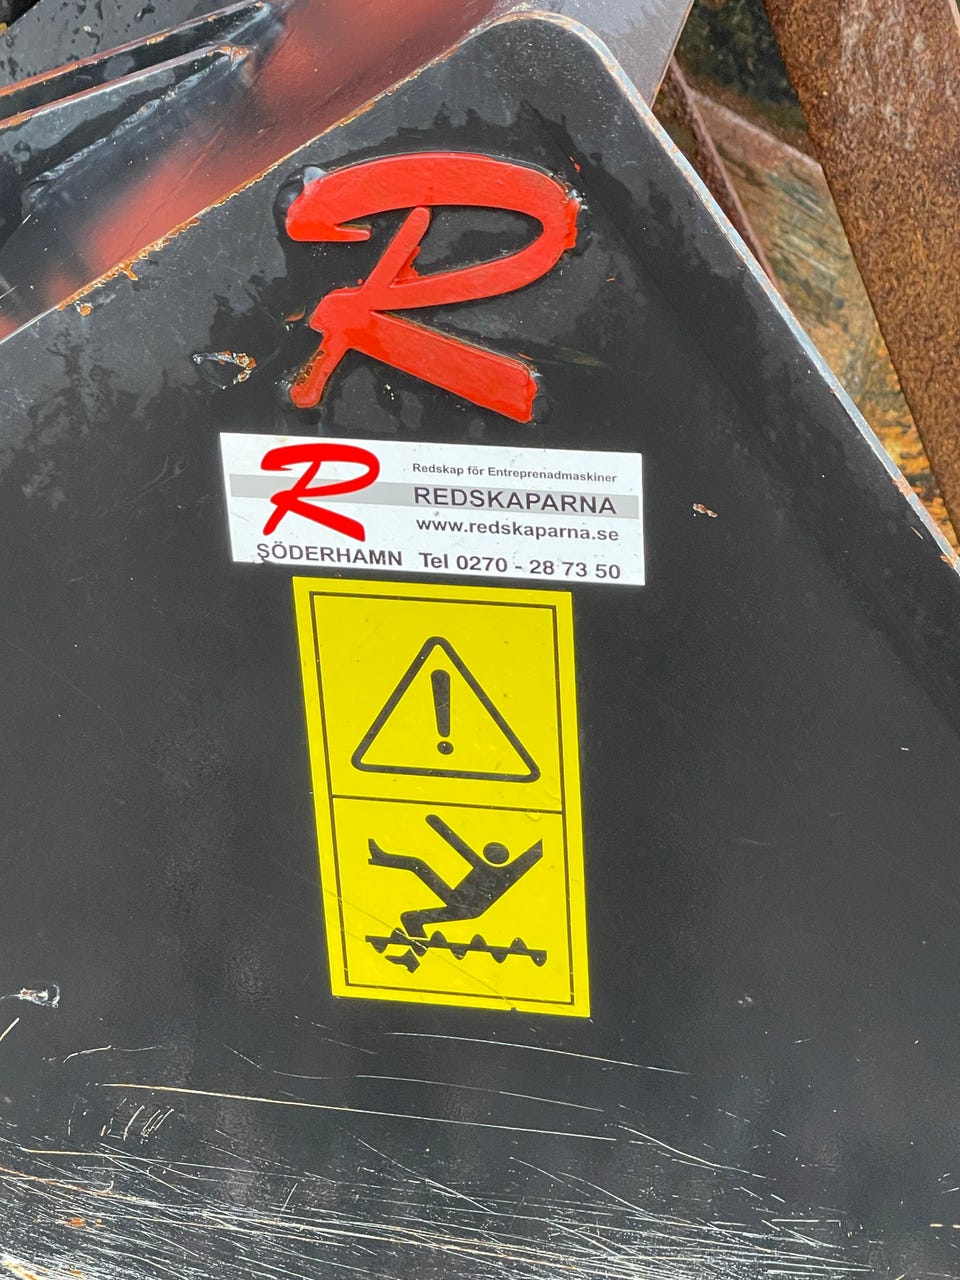 R
R
Redskap för Entreprenadmaskiner
REDSKAPARNA
www.redskaparna.se
SÖDERHAMN Tel 0270 - 28 73 50
!